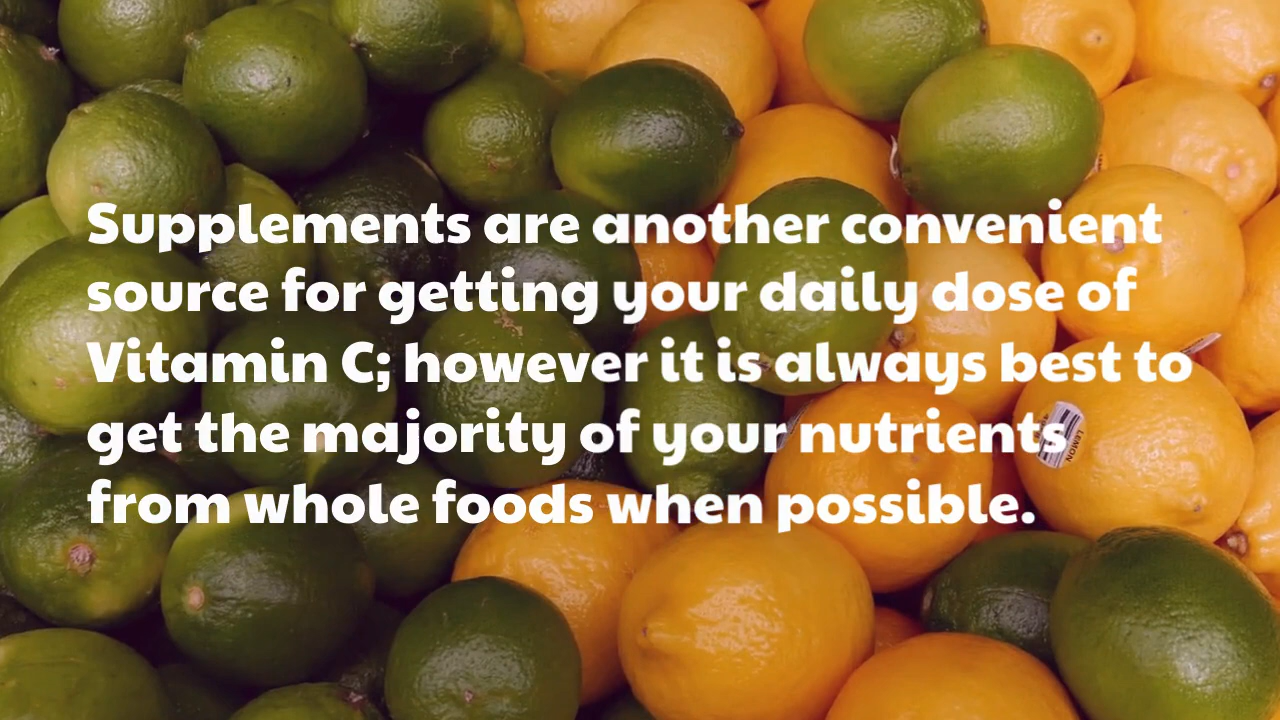 Supplements are another convenient
source for getting your daily dose of
Vitamin C; however it is always best to
get the majority of your nutrients
from whole foods when possible.
LEMON